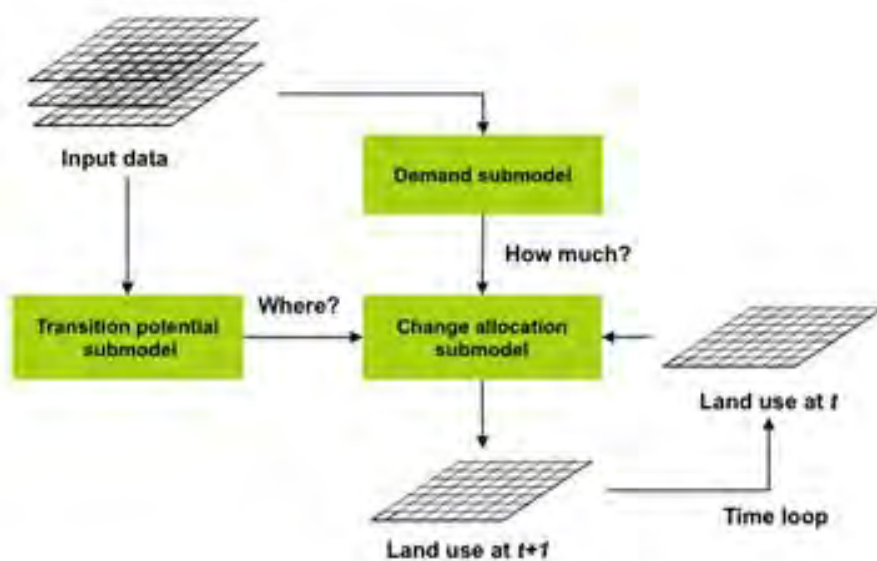 Input data
Demand submodel
How much?
Where?
Transition potential
submodel
Change allocation
submodel
Land use at t
Land use at t+1
Time loop